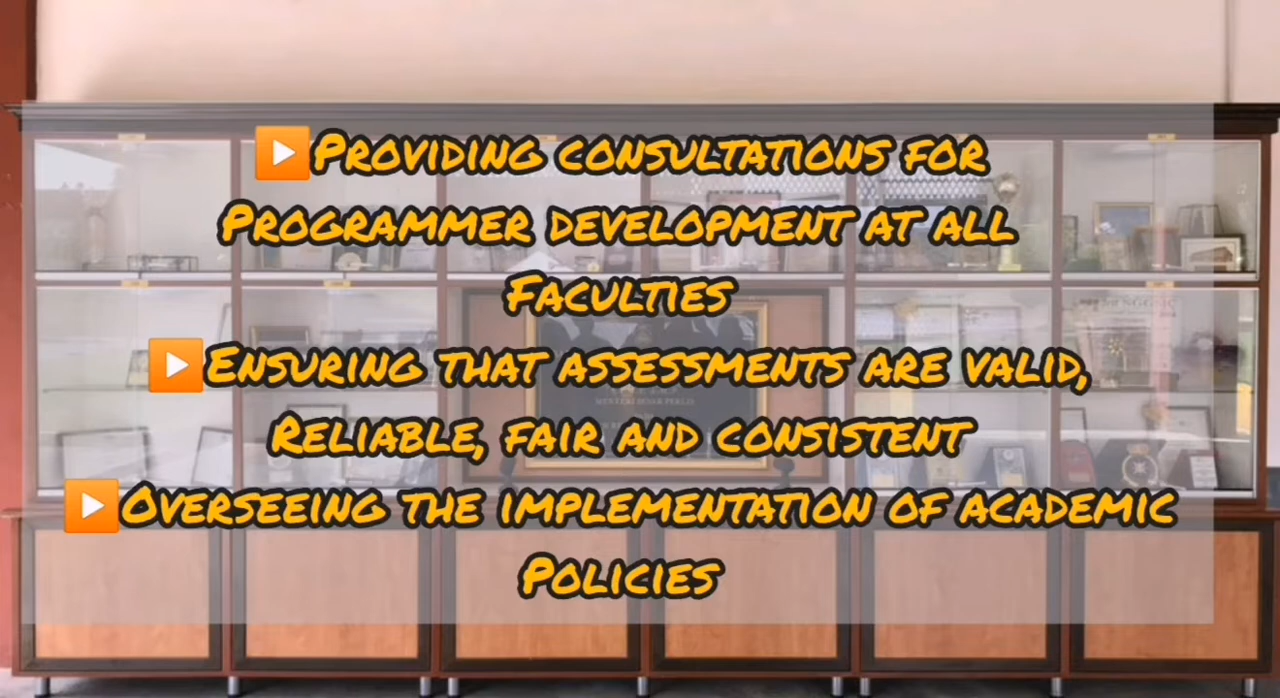 ▶️Providing consultations for
Programmer development at all
Faculties
▶️Ensuring that assessments are valid,
Reliable, fair and consistent
▶️Overseeing the implementation of academic
Policies